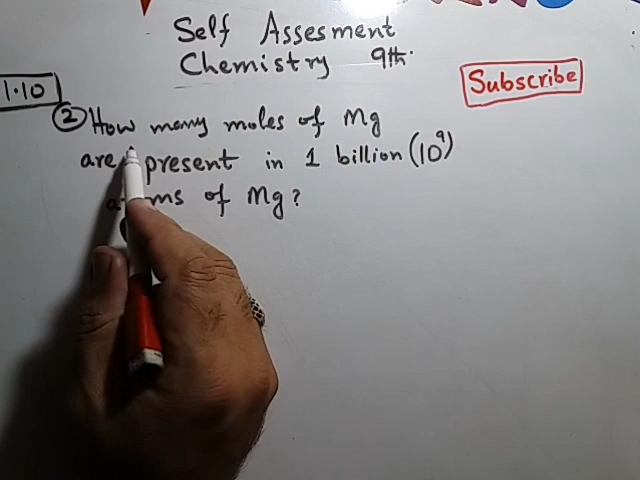 Self Assesment
Chemistry 9th.
Subscribe
1.10
② How many moles of Mg
are present in 1 billion (10⁹)
of Mg?